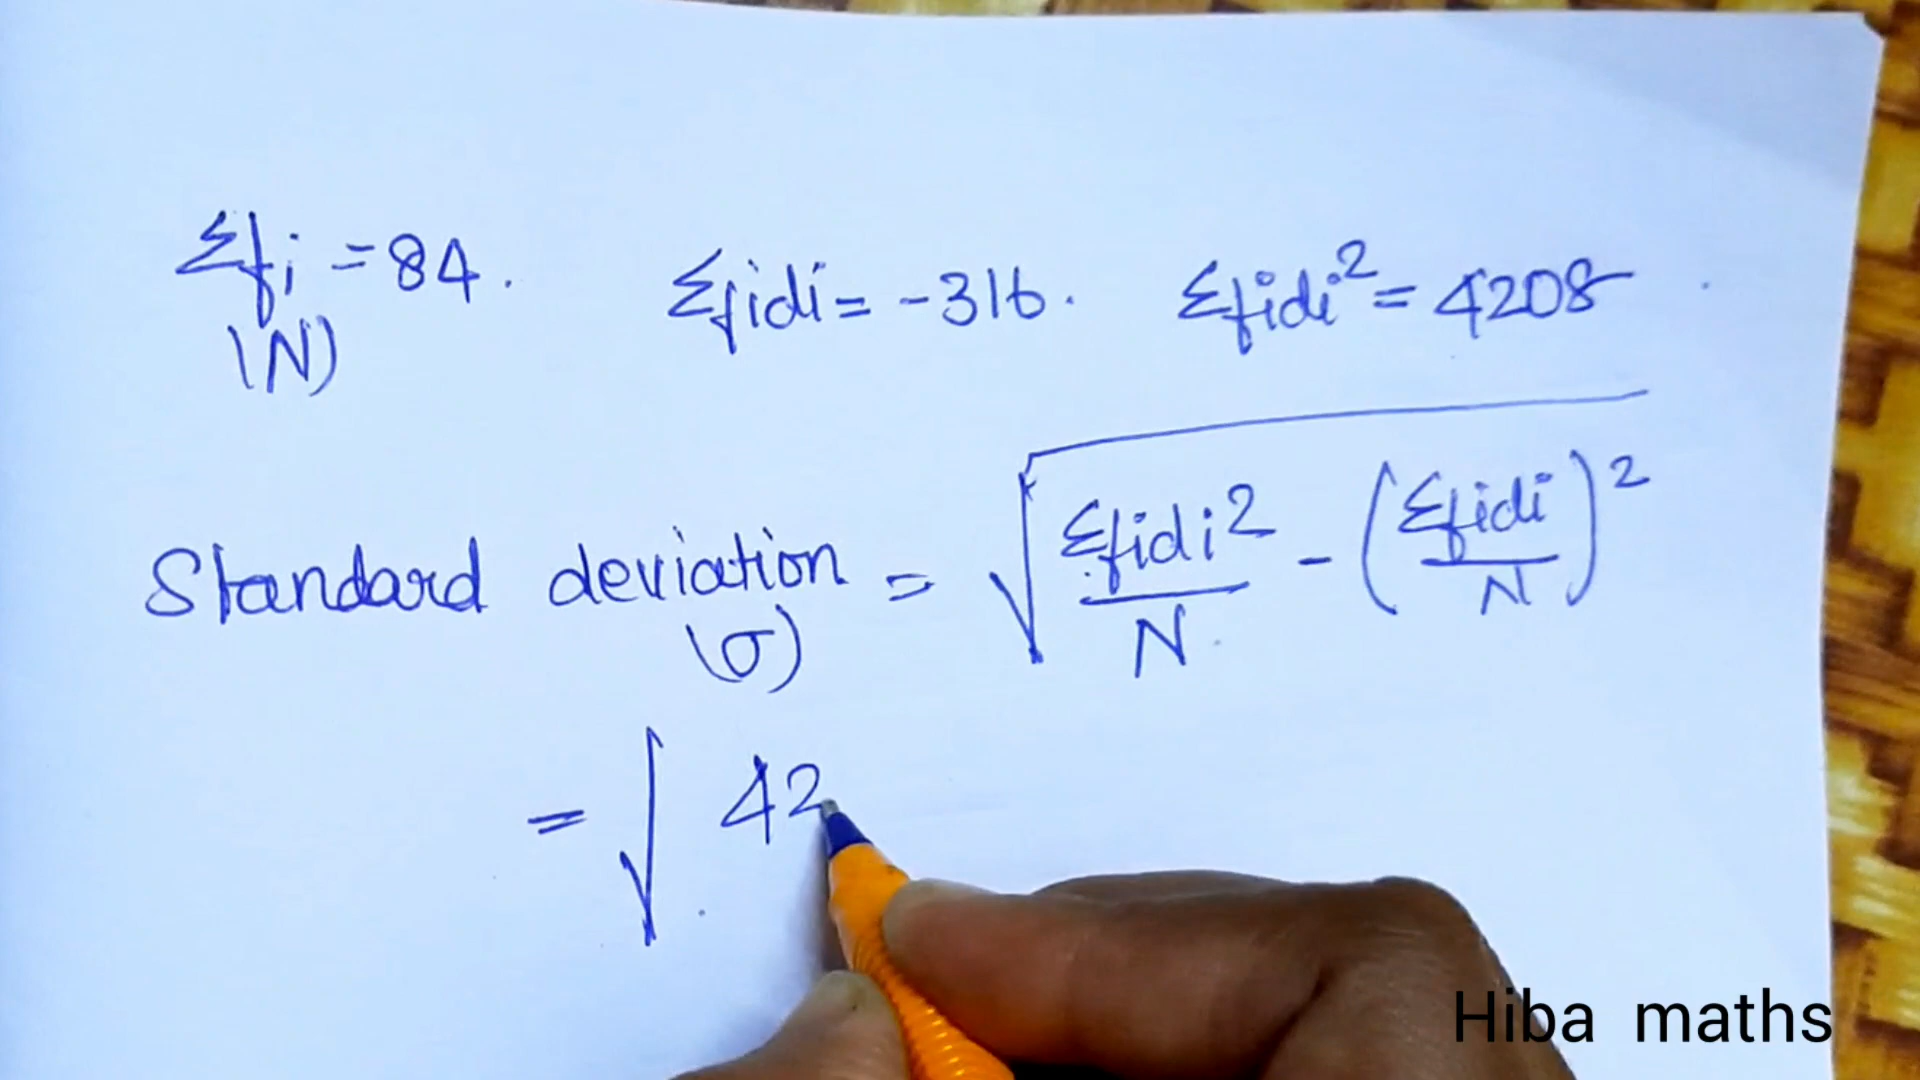 Σfi = 84. Σfidi = -316. Σfidi² = 4208
(N)
Standard deviation = √ Σfidi²/N - (Σfidi/N)²
(σ)
= √ 42
Hiba maths